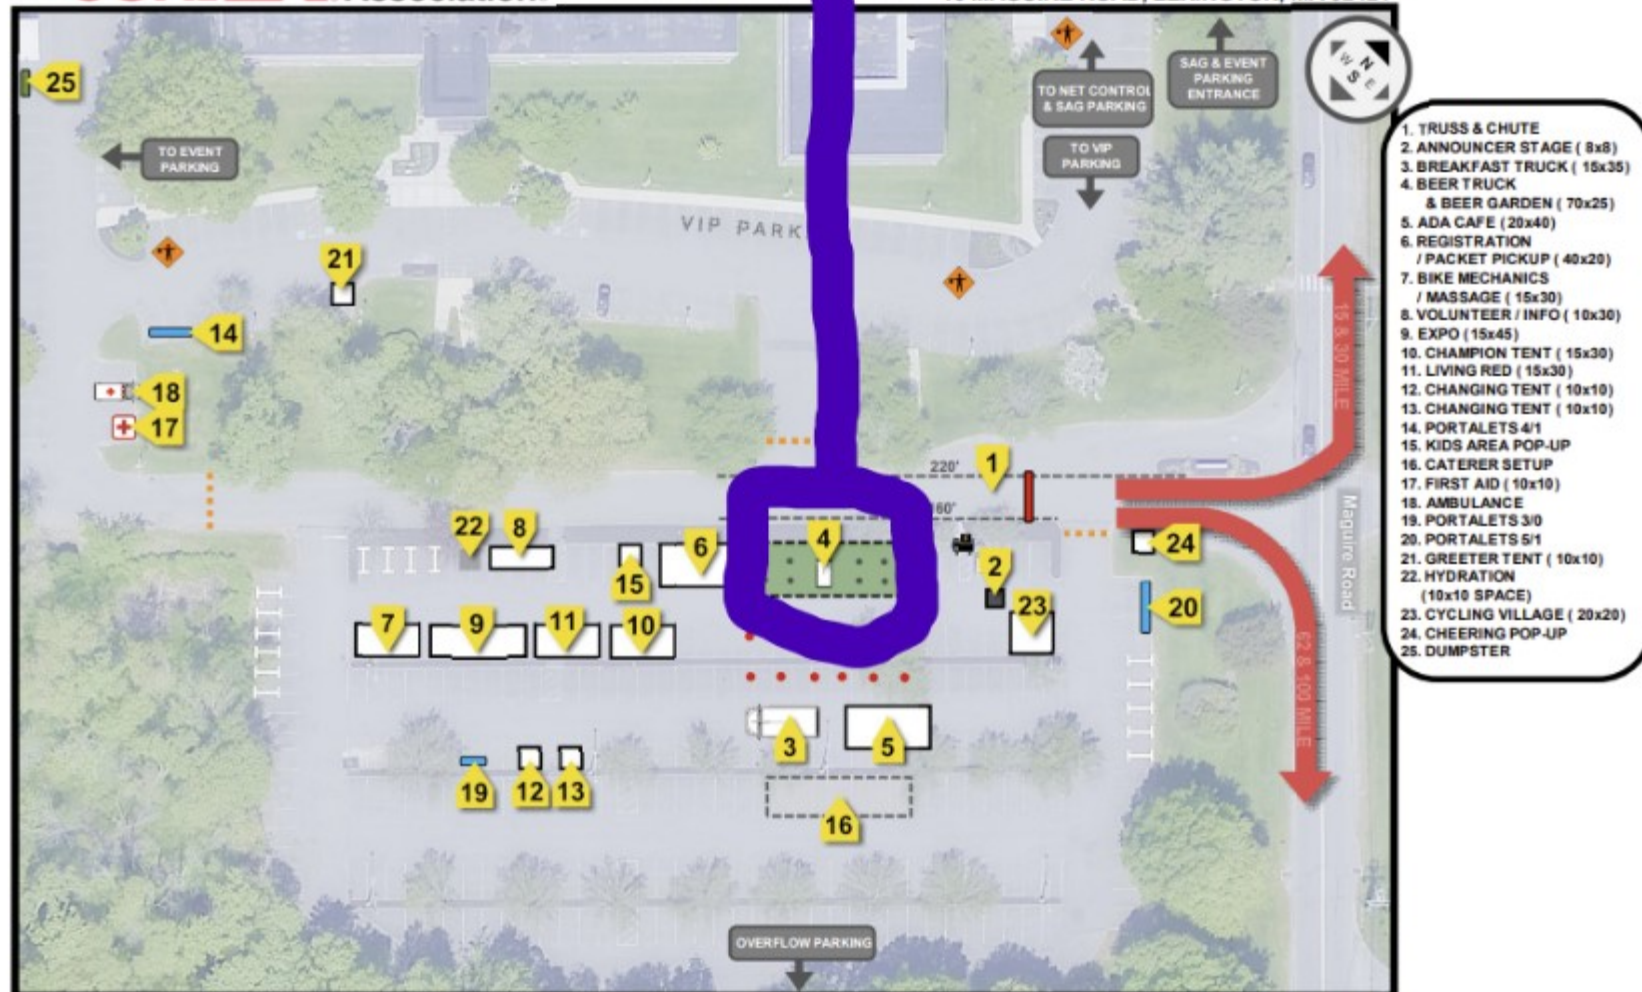 25
TO EVENT
PARKING
TO NET CONTROL
& SAG PARKING
SAG & EVENT
PARKING
ENTRANCE
TO VIP
PARKING
N
W
S
E
VIP PARK
21
14
18
17
15 & 30 MILE
220'
1
60'
22
8
15
6
4
2
23
24
20
7
9
11
10
Maguire Road
62 & 100 MILE
3
5
19
12
13
16
OVERFLOW PARKING
1. TRUSS & CHUTE
2. ANNOUNCER STAGE ( 8x8)
3. BREAKFAST TRUCK ( 15x35)
4. BEER TRUCK
& BEER GARDEN ( 70x25)
5. ADA CAFE (20x40)
6. REGISTRATION
/ PACKET PICKUP ( 40x20)
7. BIKE MECHANICS
/ MASSAGE ( 15x30)
8. VOLUNTEER / INFO ( 10x30)
9. EXPO (15x45)
10. CHAMPION TENT ( 15x30)
11. LIVING RED ( 15x30)
12. CHANGING TENT ( 10x10)
13. CHANGING TENT ( 10x10)
14. PORTALETS 4/1
15. KIDS AREA POP-UP
16. CATERER SETUP
17. FIRST AID ( 10x10)
18. AMBULANCE
19. PORTALETS 3/0
20. PORTALETS 5/1
21. GREETER TENT ( 10x10)
22. HYDRATION
(10x10 SPACE)
23. CYCLING VILLAGE ( 20x20)
24. CHEERING POP-UP
25. DUMPSTER